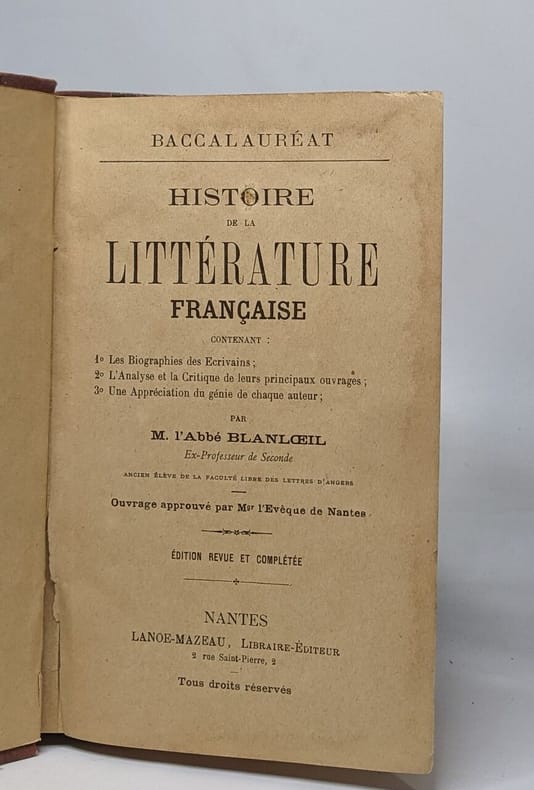 BACCALAURÉAT
HISTOIRE
DE LA
LITTÉRATURE
FRANÇAISE
CONTENANT :
1º Les Biographies des Ecrivains ;
2º L'Analyse et la Critique de leurs principaux ouvrages ;
3º Une Appréciation du génie de chaque auteur ;
PAR
M. l'Abbé BLANLŒIL
Ex-Professeur de Seconde
ANCIEN ÉLÈVE DE LA FACULTÉ LIBRE DES LETTRES D'ANGERS
Ouvrage approuvé par Mgr l'Evêque de Nantes.
ÉDITION REVUE ET COMPLÉTÉE
NANTES
LANOE-MAZEAU, LIBRAIRE-ÉDITEUR
2 rue Saint-Pierre, 2
Tous droits réservés